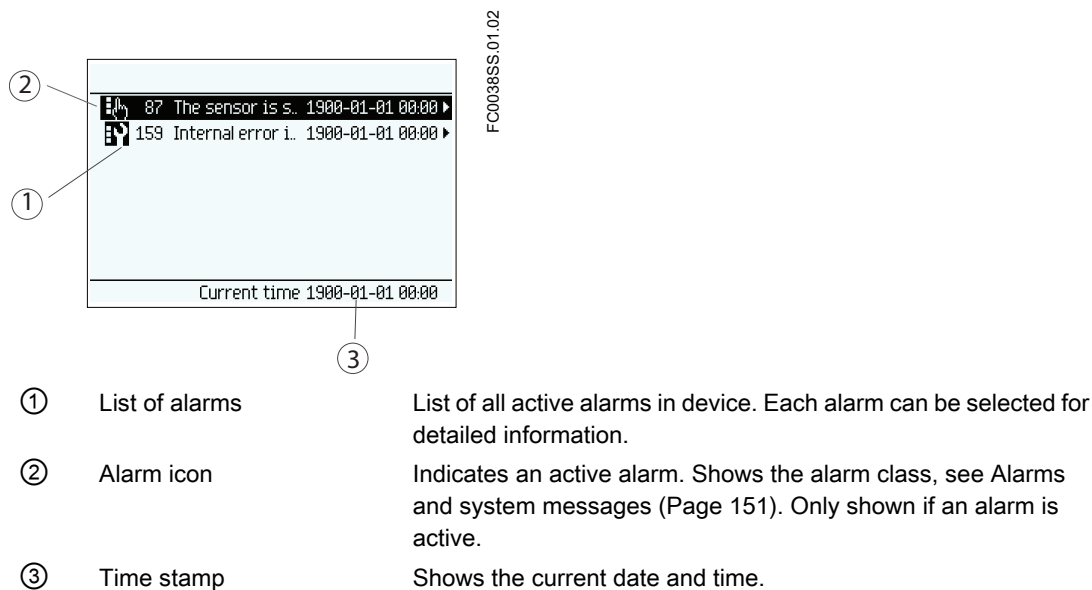 FC0038SS.01.02
②
87 The sensor is s.. 1900-01-01 00:00
159 Internal error i.. 1900-01-01 00:00
①
Current time 1900-01-01 00:00
③
① List of alarms List of all active alarms in device. Each alarm can be selected for
detailed information.
② Alarm icon Indicates an active alarm. Shows the alarm class, see Alarms
and system messages (Page 151). Only shown if an alarm is
active.
③ Time stamp Shows the current date and time.